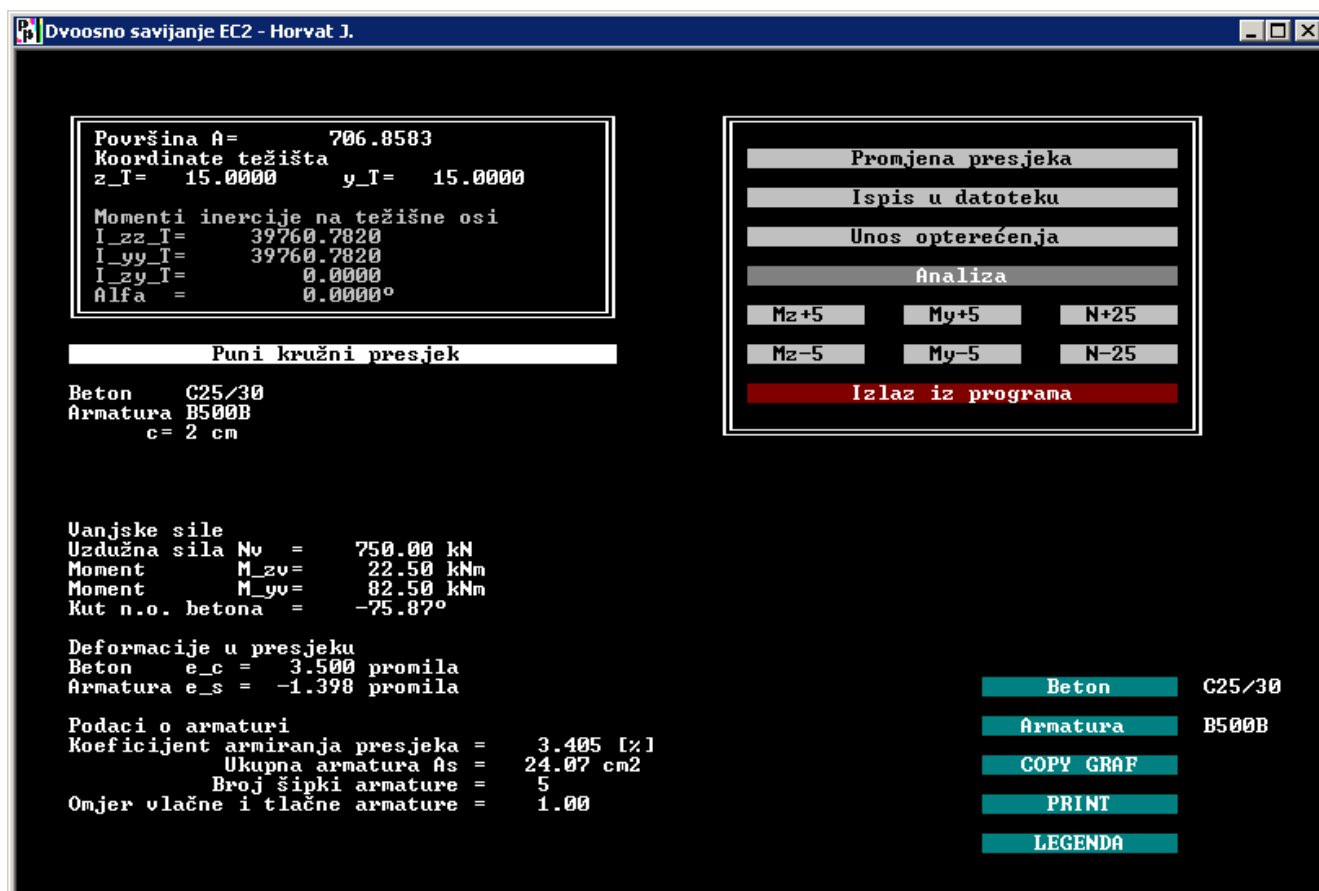 Dvoosno savijanje EC2 - Horvat J.
Površina A= 706.8583
Koordinate težišta
z_T= 15.0000 y_T= 15.0000
Momenti inercije na težišne osi
I_zz_T= 39760.7820
I_yy_T= 39760.7820
I_zy_T= 0.0000
Alfa = 0.0000º
Puni kružni presjek
Beton C25/30
Armatura B500B
c= 2 cm
Vanjske sile
Uzdužna sila Nv = 750.00 kN
Moment M_zv= 22.50 kNm
Moment M_yv= 82.50 kNm
Kut n.o. betona = -75.87º
Deformacije u presjeku
Beton e_c = 3.500 promila
Armatura e_s = -1.398 promila
Podaci o armaturi
Koeficijent armiranja presjeka = 3.405 [%]
Ukupna armatura As = 24.07 cm2
Broj šipki armature = 5
Omjer vlačne i tlačne armature = 1.00
Promjena presjeka
Ispis u datoteku
Unos opterećenja
Analiza
Mz+5 My+5 N+25
Mz-5 My-5 N-25
Izlaz iz programa
Beton C25/30
Armatura B500B
COPY GRAF
PRINT
LEGENDA